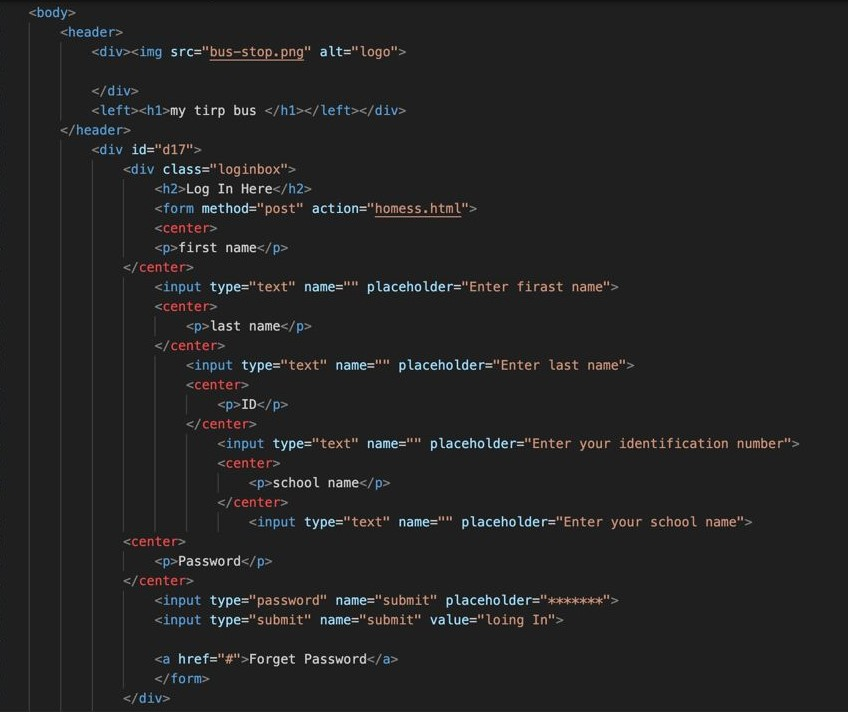 <body>
<header>
<div><img src="bus-stop.png" alt="logo">
</div>
<left><h1>my tirp bus </h1></left></div>
</header>
<div id="d17">
<div class="loginbox">
<h2>Log In Here</h2>
<form method="post" action="homess.html">
<center>
<p>first name</p>
</center>
<input type="text" name="" placeholder="Enter firast name">
<center>
<p>last name</p>
</center>
<input type="text" name="" placeholder="Enter last name">
<center>
<p>ID</p>
</center>
<input type="text" name="" placeholder="Enter your identification number">
<center>
<p>school name</p>
</center>
<input type="text" name="" placeholder="Enter your school name">
<center>
<p>Password</p>
</center>
<input type="password" name="submit" placeholder="*******">
<input type="submit" name="submit" value="loing In">
<a href="#">Forget Password</a>
</form>
</div>